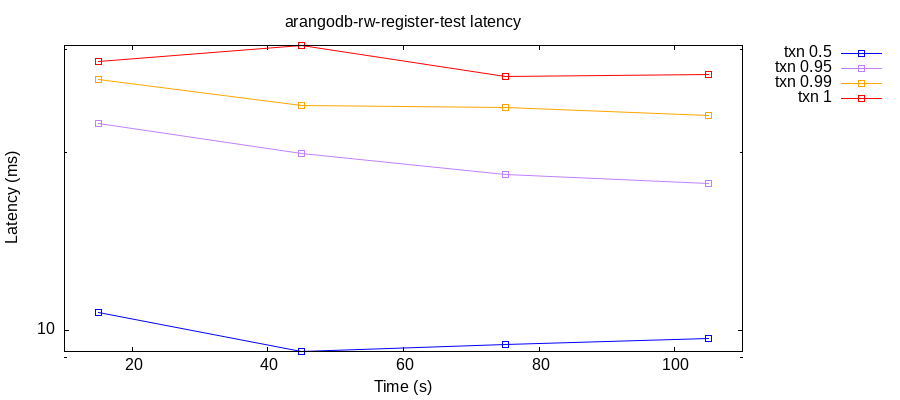 arangodb-rw-register-test latency
txn 0.5
txn 0.95
txn 0.99
txn 1
Latency (ms)
10
20 40 60 80 100
Time (s)